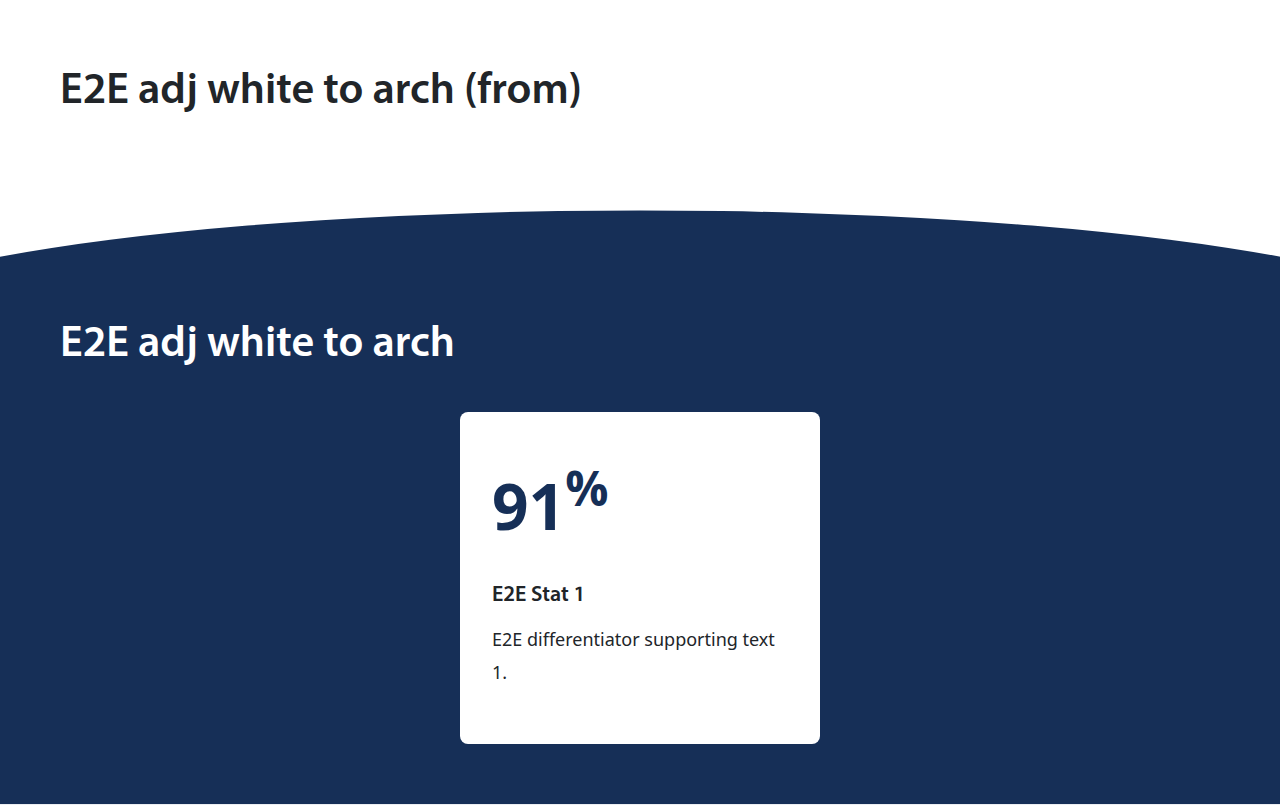 E2E adj white to arch (from)
E2E adj white to arch
91%
E2E Stat 1
E2E differentiator supporting text
1.